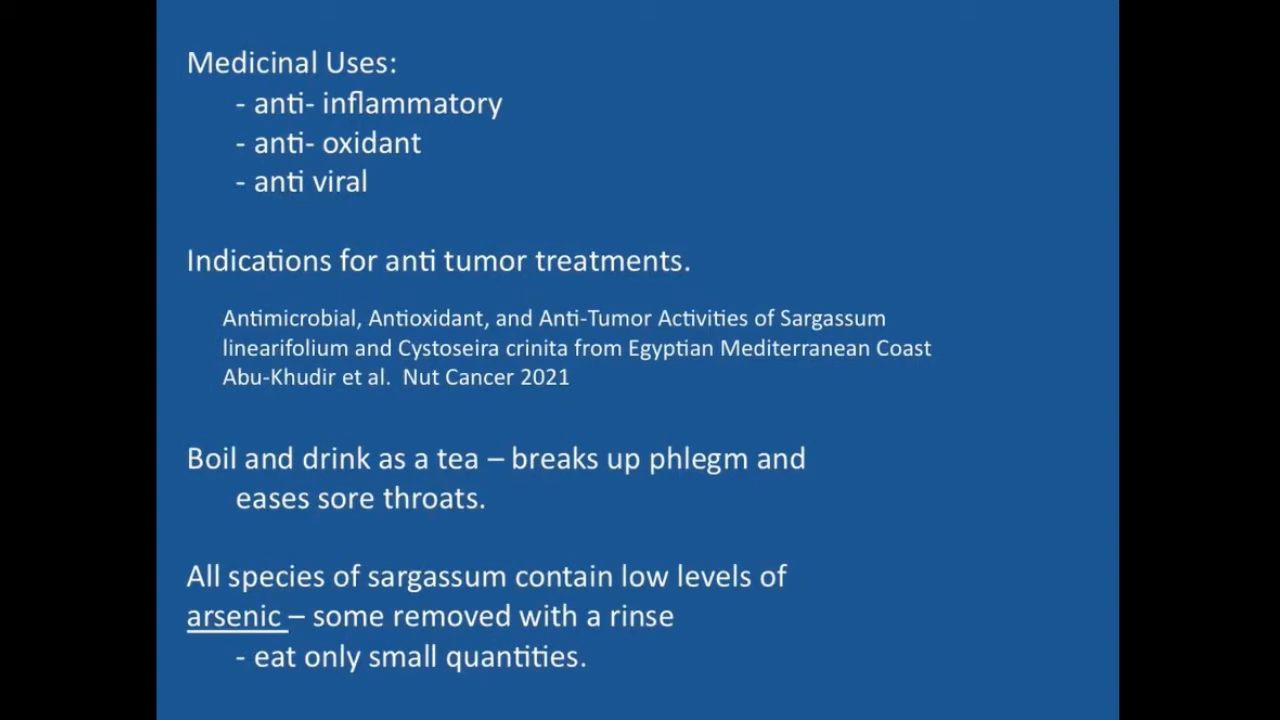 Medicinal Uses:
- anti- inflammatory
- anti- oxidant
- anti viral
Indications for anti tumor treatments.
Antimicrobial, Antioxidant, and Anti-Tumor Activities of Sargassum
linearifolium and Cystoseira crinita from Egyptian Mediterranean Coast
Abu-Khudir et al.  Nut Cancer 2021
Boil and drink as a tea – breaks up phlegm and
eases sore throats.
All species of sargassum contain low levels of
arsenic – some removed with a rinse
- eat only small quantities.